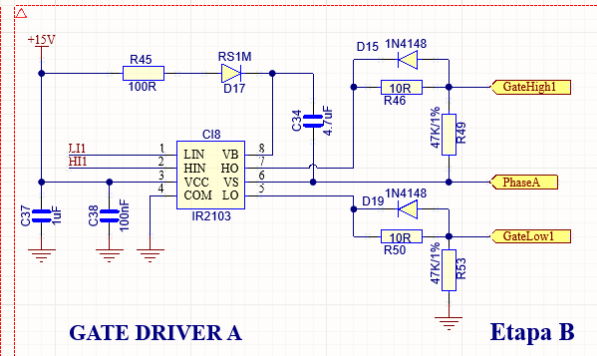 +15V
R45
100R
RS1M
D17
C34
4.7uF
D15
1N4148
10R
R46
47K/1%
R49
GateHigh1
CI8
LI1
1
LIN
VB
8
HI1
2
HIN
HO
7
3
VCC
VS
6
4
COM
LO
5
IR2103
PhaseA
C37
1uF
C38
100nF
D19
1N4148
10R
R50
47K/1%
R53
GateLow1
GATE DRIVER A
Etapa B